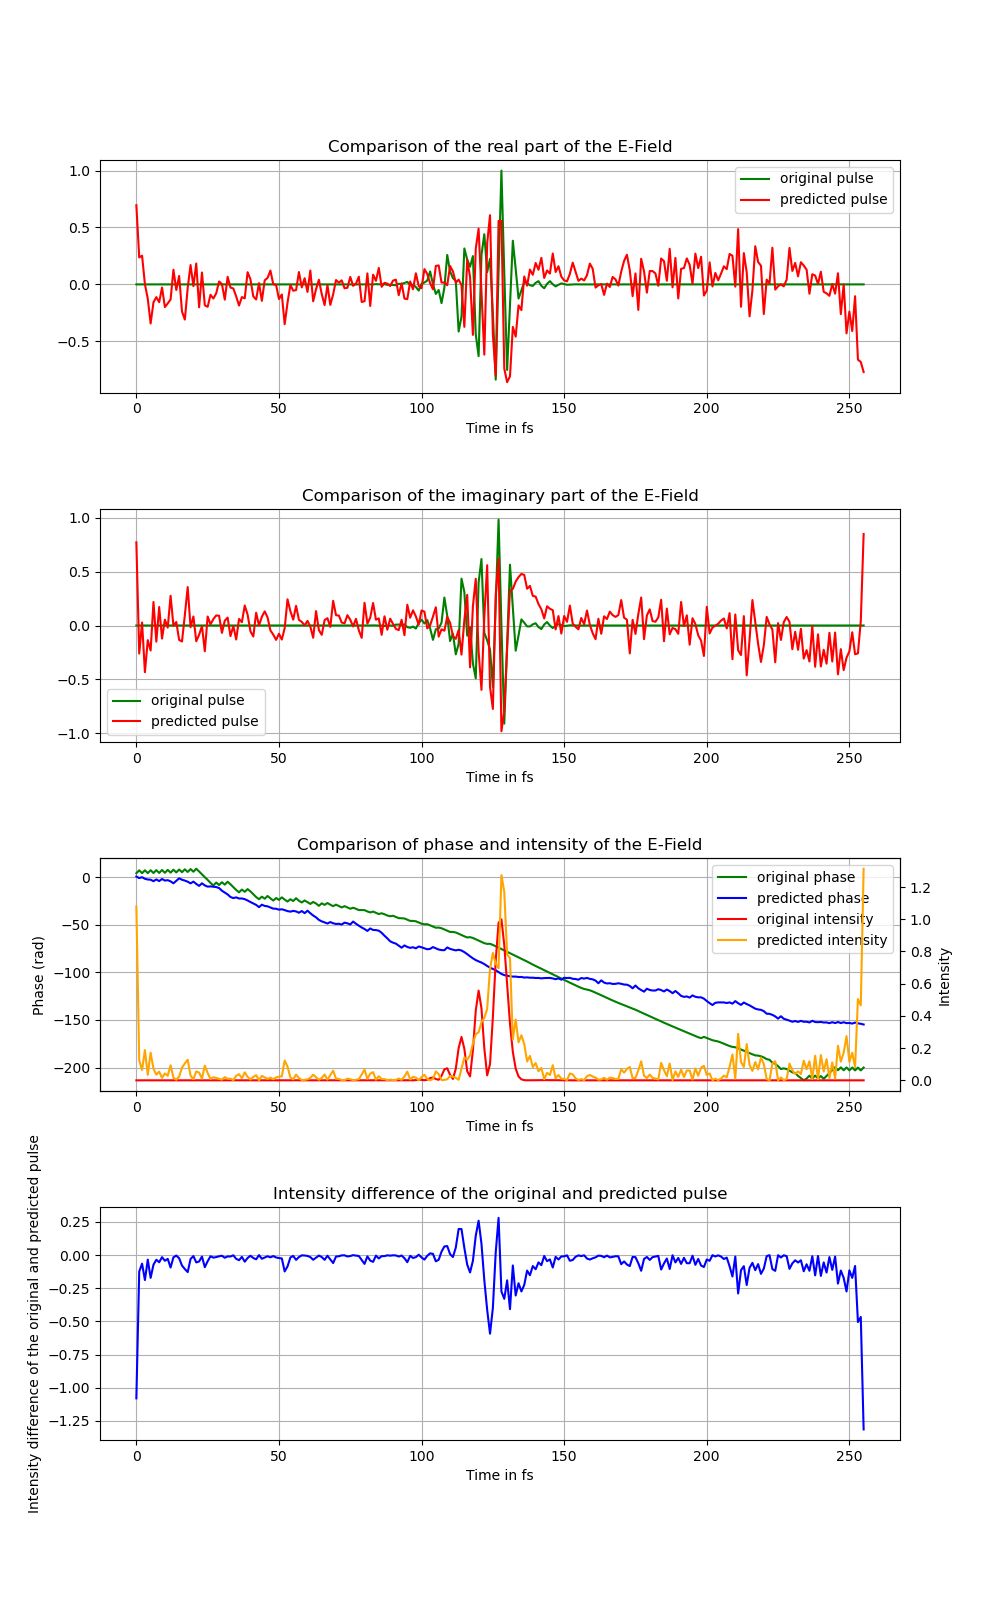 Comparison of the real part of the E-Field
1.0
0.5
0.0
−0.5
original pulse
predicted pulse
0 50 100 150 200 250
Time in fs
Comparison of the imaginary part of the E-Field
1.0
0.5
0.0
−0.5
−1.0
original pulse
predicted pulse
0 50 100 150 200 250
Time in fs
Comparison of phase and intensity of the E-Field
Phase (rad)
0
−50
−100
−150
−200
original phase
predicted phase
original intensity
predicted intensity
1.2
1.0
0.8
0.6
0.4
0.2
0.0
Intensity
0 50 100 150 200 250
Time in fs
Intensity difference of the original and predicted pulse
Intensity difference of the original and predicted pulse
0.25
0.00
−0.25
−0.50
−0.75
−1.00
−1.25
0 50 100 150 200 250
Time in fs